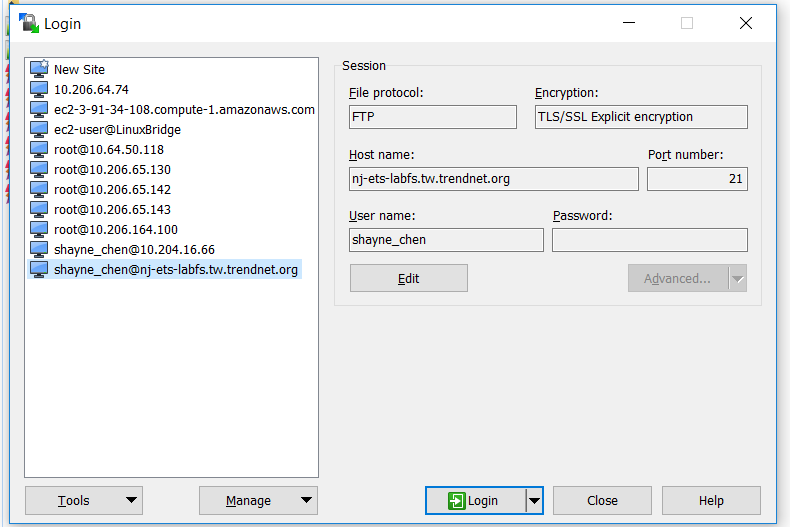 Login
New Site
10.206.64.74
ec2-3-91-34-108.compute-1.amazonaws.com
ec2-user@LinuxBridge
root@10.64.50.118
root@10.206.65.130
root@10.206.65.142
root@10.206.65.143
root@10.206.164.100
shayne_chen@10.204.16.66
shayne_chen@nj-ets-labfs.tw.trendnet.org
Session
File protocol: Encryption:
FTP TLS/SSL Explicit encryption
Host name: Port number:
nj-ets-labfs.tw.trendnet.org 21
User name: Password:
shayne_chen
Edit Advanced...
Tools Manage Login Close Help